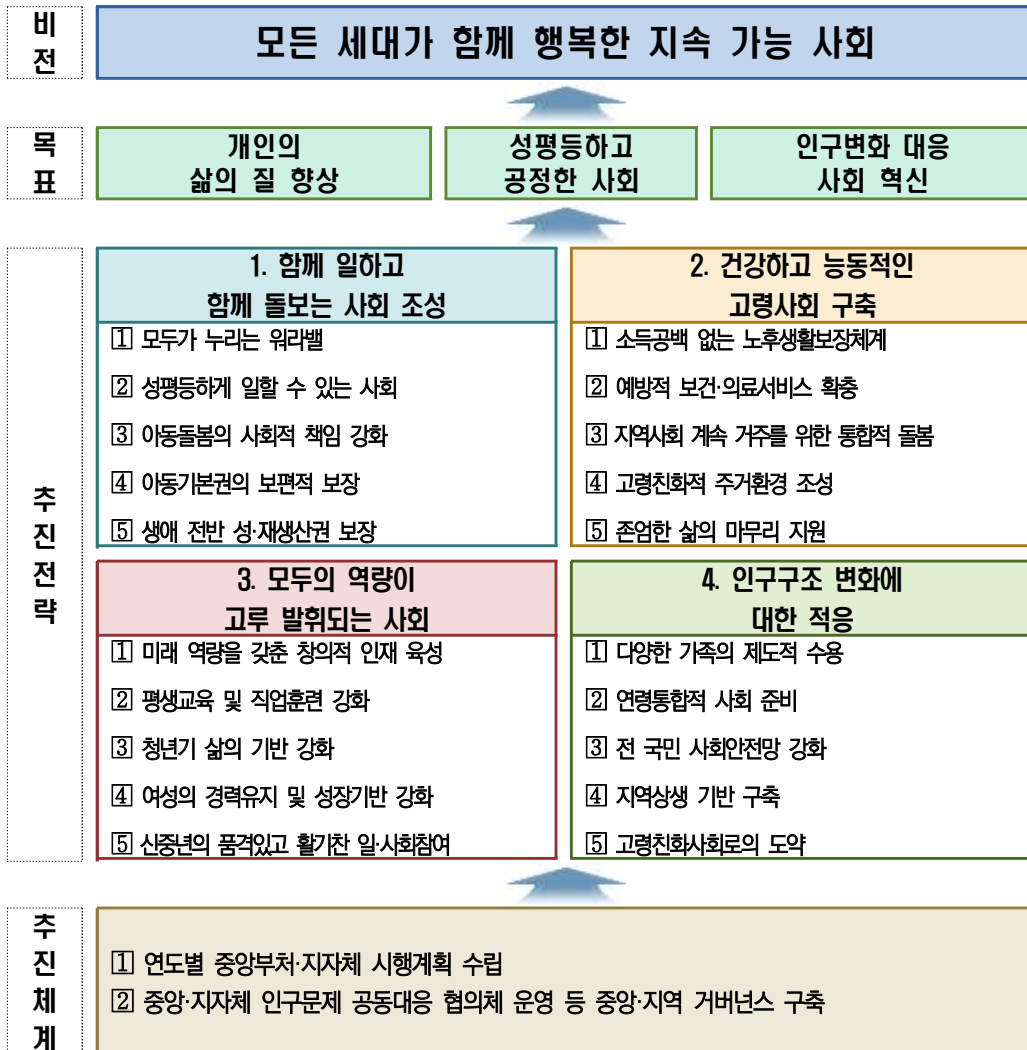 비전
모든 세대가 함께 행복한 지속 가능 사회
목표
개인의
삶의 질 향상
성평등하고
공정한 사회
인구변화 대응
사회 혁신
추진전략
1. 함께 일하고
함께 돌보는 사회 조성
1 모두가 누리는 워라밸
2 성평등하게 일할 수 있는 사회
3 아동돌봄의 사회적 책임 강화
4 아동기본권의 보편적 보장
5 생애 전반 성·재생산권 보장
2. 건강하고 능동적인
고령사회 구축
1 소득공백 없는 노후생활보장체계
2 예방적 보건·의료서비스 확충
3 지역사회 계속 거주를 위한 통합적 돌봄
4 고령친화적 주거환경 조성
5 존엄한 삶의 마무리 지원
3. 모두의 역량이
고루 발휘되는 사회
1 미래 역량을 갖춘 창의적 인재 육성
2 평생교육 및 직업훈련 강화
3 청년기 삶의 기반 강화
4 여성의 경력유지 및 성장기반 강화
5 신중년의 품격있고 활기찬 일·사회참여
4. 인구구조 변화에
대한 적응
1 다양한 가족의 제도적 수용
2 연령통합적 사회 준비
3 전 국민 사회안전망 강화
4 지역상생 기반 구축
5 고령친화사회로의 도약
추진체계
1 연도별 중앙부처·지자체 시행계획 수립
2 중앙·지자체 인구문제 공동대응 협의체 운영 등 중앙·지역 거버넌스 구축